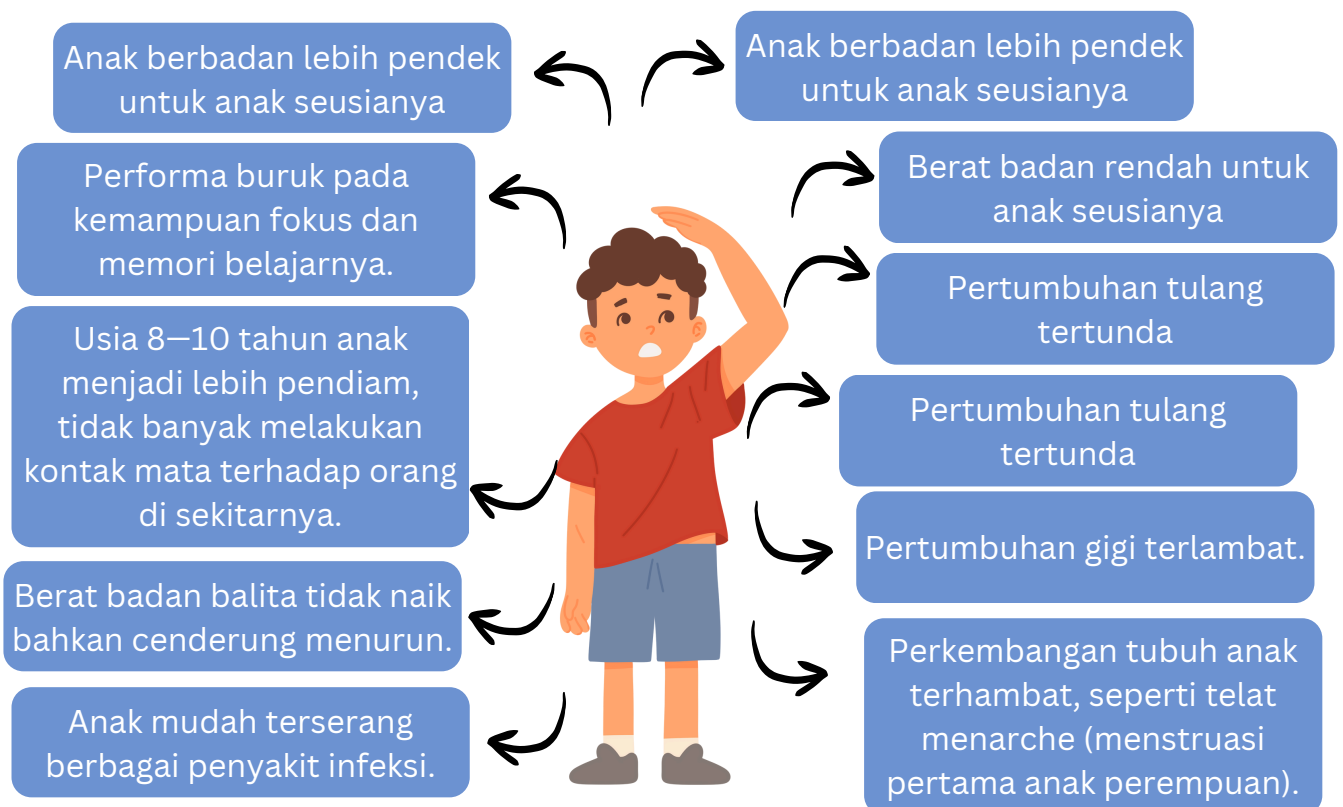 Anak berbadan lebih pendek
untuk anak seusianya
Performa buruk pada
kemampuan fokus dan
memori belajarnya.
Usia 8—10 tahun anak
menjadi lebih pendiam,
tidak banyak melakukan
kontak mata terhadap orang
di sekitarnya.
Berat badan balita tidak naik
bahkan cenderung menurun.
Anak mudah terserang
berbagai penyakit infeksi.
Anak berbadan lebih pendek
untuk anak seusianya
Berat badan rendah untuk
anak seusianya
Pertumbuhan tulang
tertunda
Pertumbuhan tulang
tertunda
Pertumbuhan gigi terlambat.
Perkembangan tubuh anak
terhambat, seperti telat
menarche (menstruasi
pertama anak perempuan).